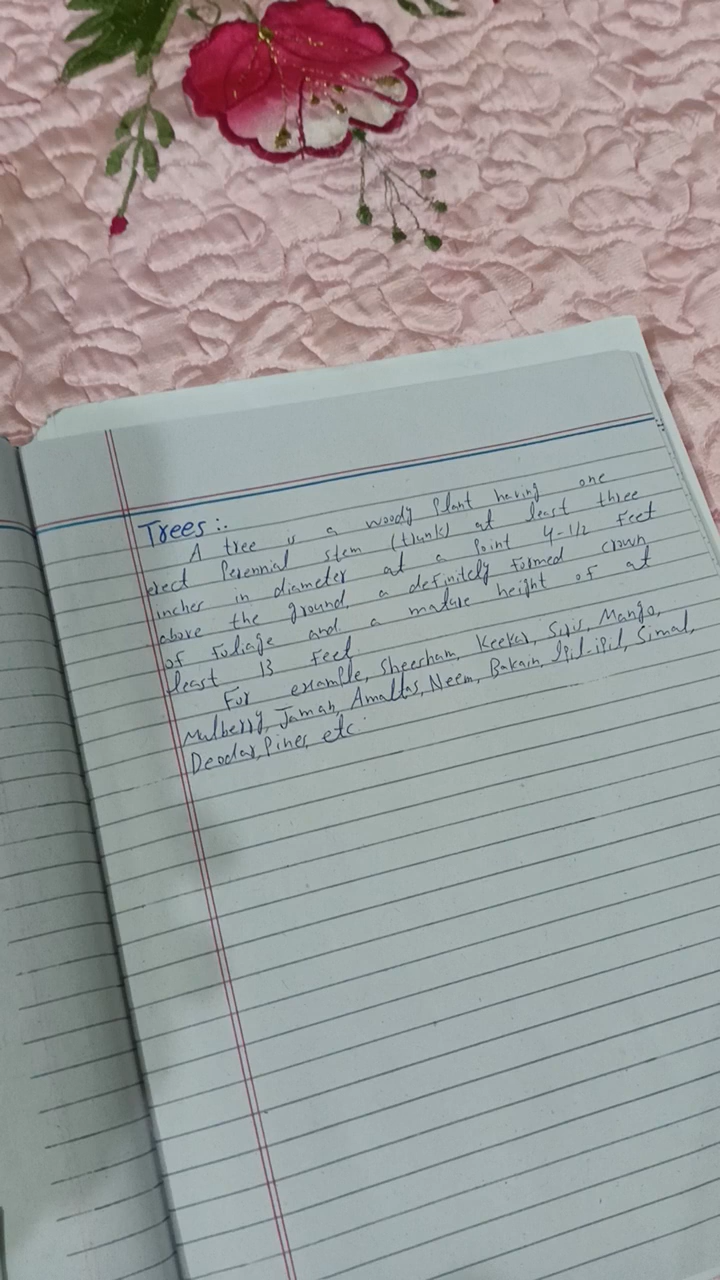 Trees :-
A tree is a woody Plant having one
erect Perennial stem (trunk) at least three
inches in diameter at a Point 4-1/2 Feet
above the ground, a definitely formed crown
of Foliage and a mature height of at
least 13 Feet.
For example, Sheesham, Keekar, Siris, Mango,
Mulberry, Jaman, Amaltas, Neem, Bakain, Ipil-ipil, Simal,
Deodar, Pines, etc.